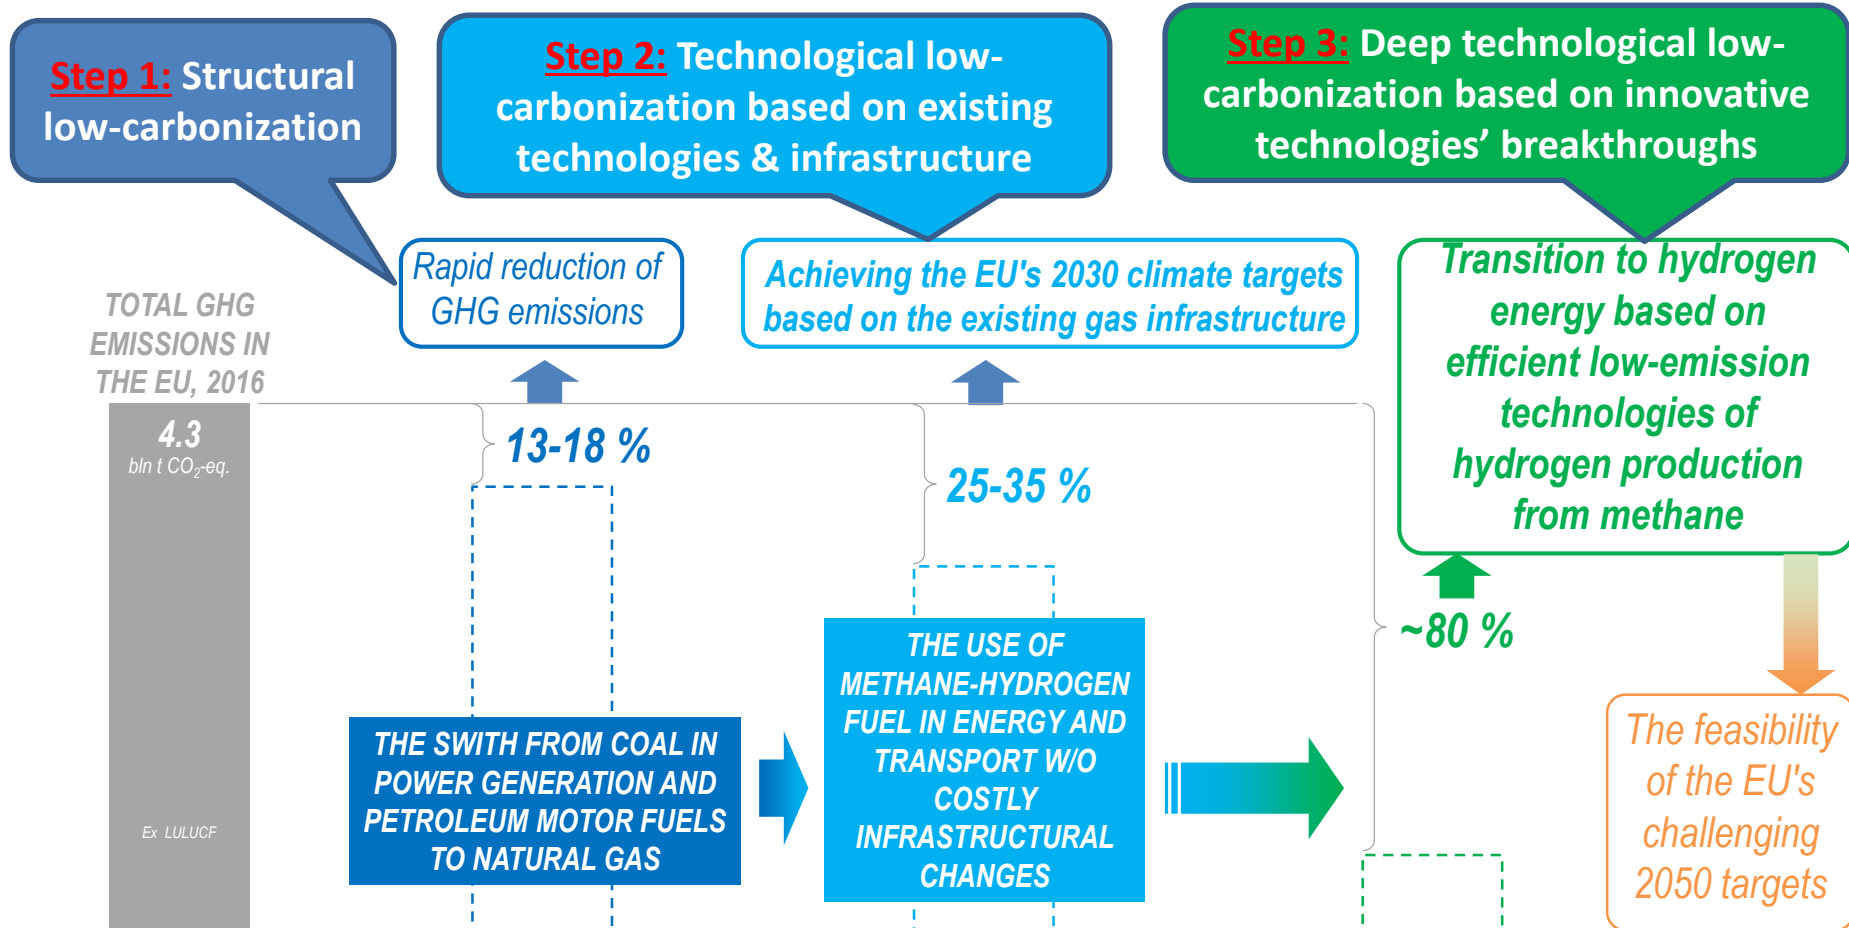 Step 1: Structural
low-carbonization
Step 2: Technological low-
carbonization based on existing
technologies & infrastructure
Step 3: Deep technological low-
carbonization based on innovative
technologies’ breakthroughs
Rapid reduction of
GHG emissions
Achieving the EU's 2030 climate targets
based on the existing gas infrastructure
Transition to hydrogen
energy based on
efficient low-emission
technologies of
hydrogen production
from methane
TOTAL GHG
EMISSIONS IN
THE EU, 2016
4.3
bln t CO₂-eq.
Ex LULUCF
13-18 %
25-35 %
~80 %
THE SWITH FROM COAL IN
POWER GENERATION AND
PETROLEUM MOTOR FUELS
TO NATURAL GAS
THE USE OF
METHANE-HYDROGEN
FUEL IN ENERGY AND
TRANSPORT W/O
COSTLY
INFRASTRUCTURAL
CHANGES
The feasibility
of the EU's
challenging
2050 targets